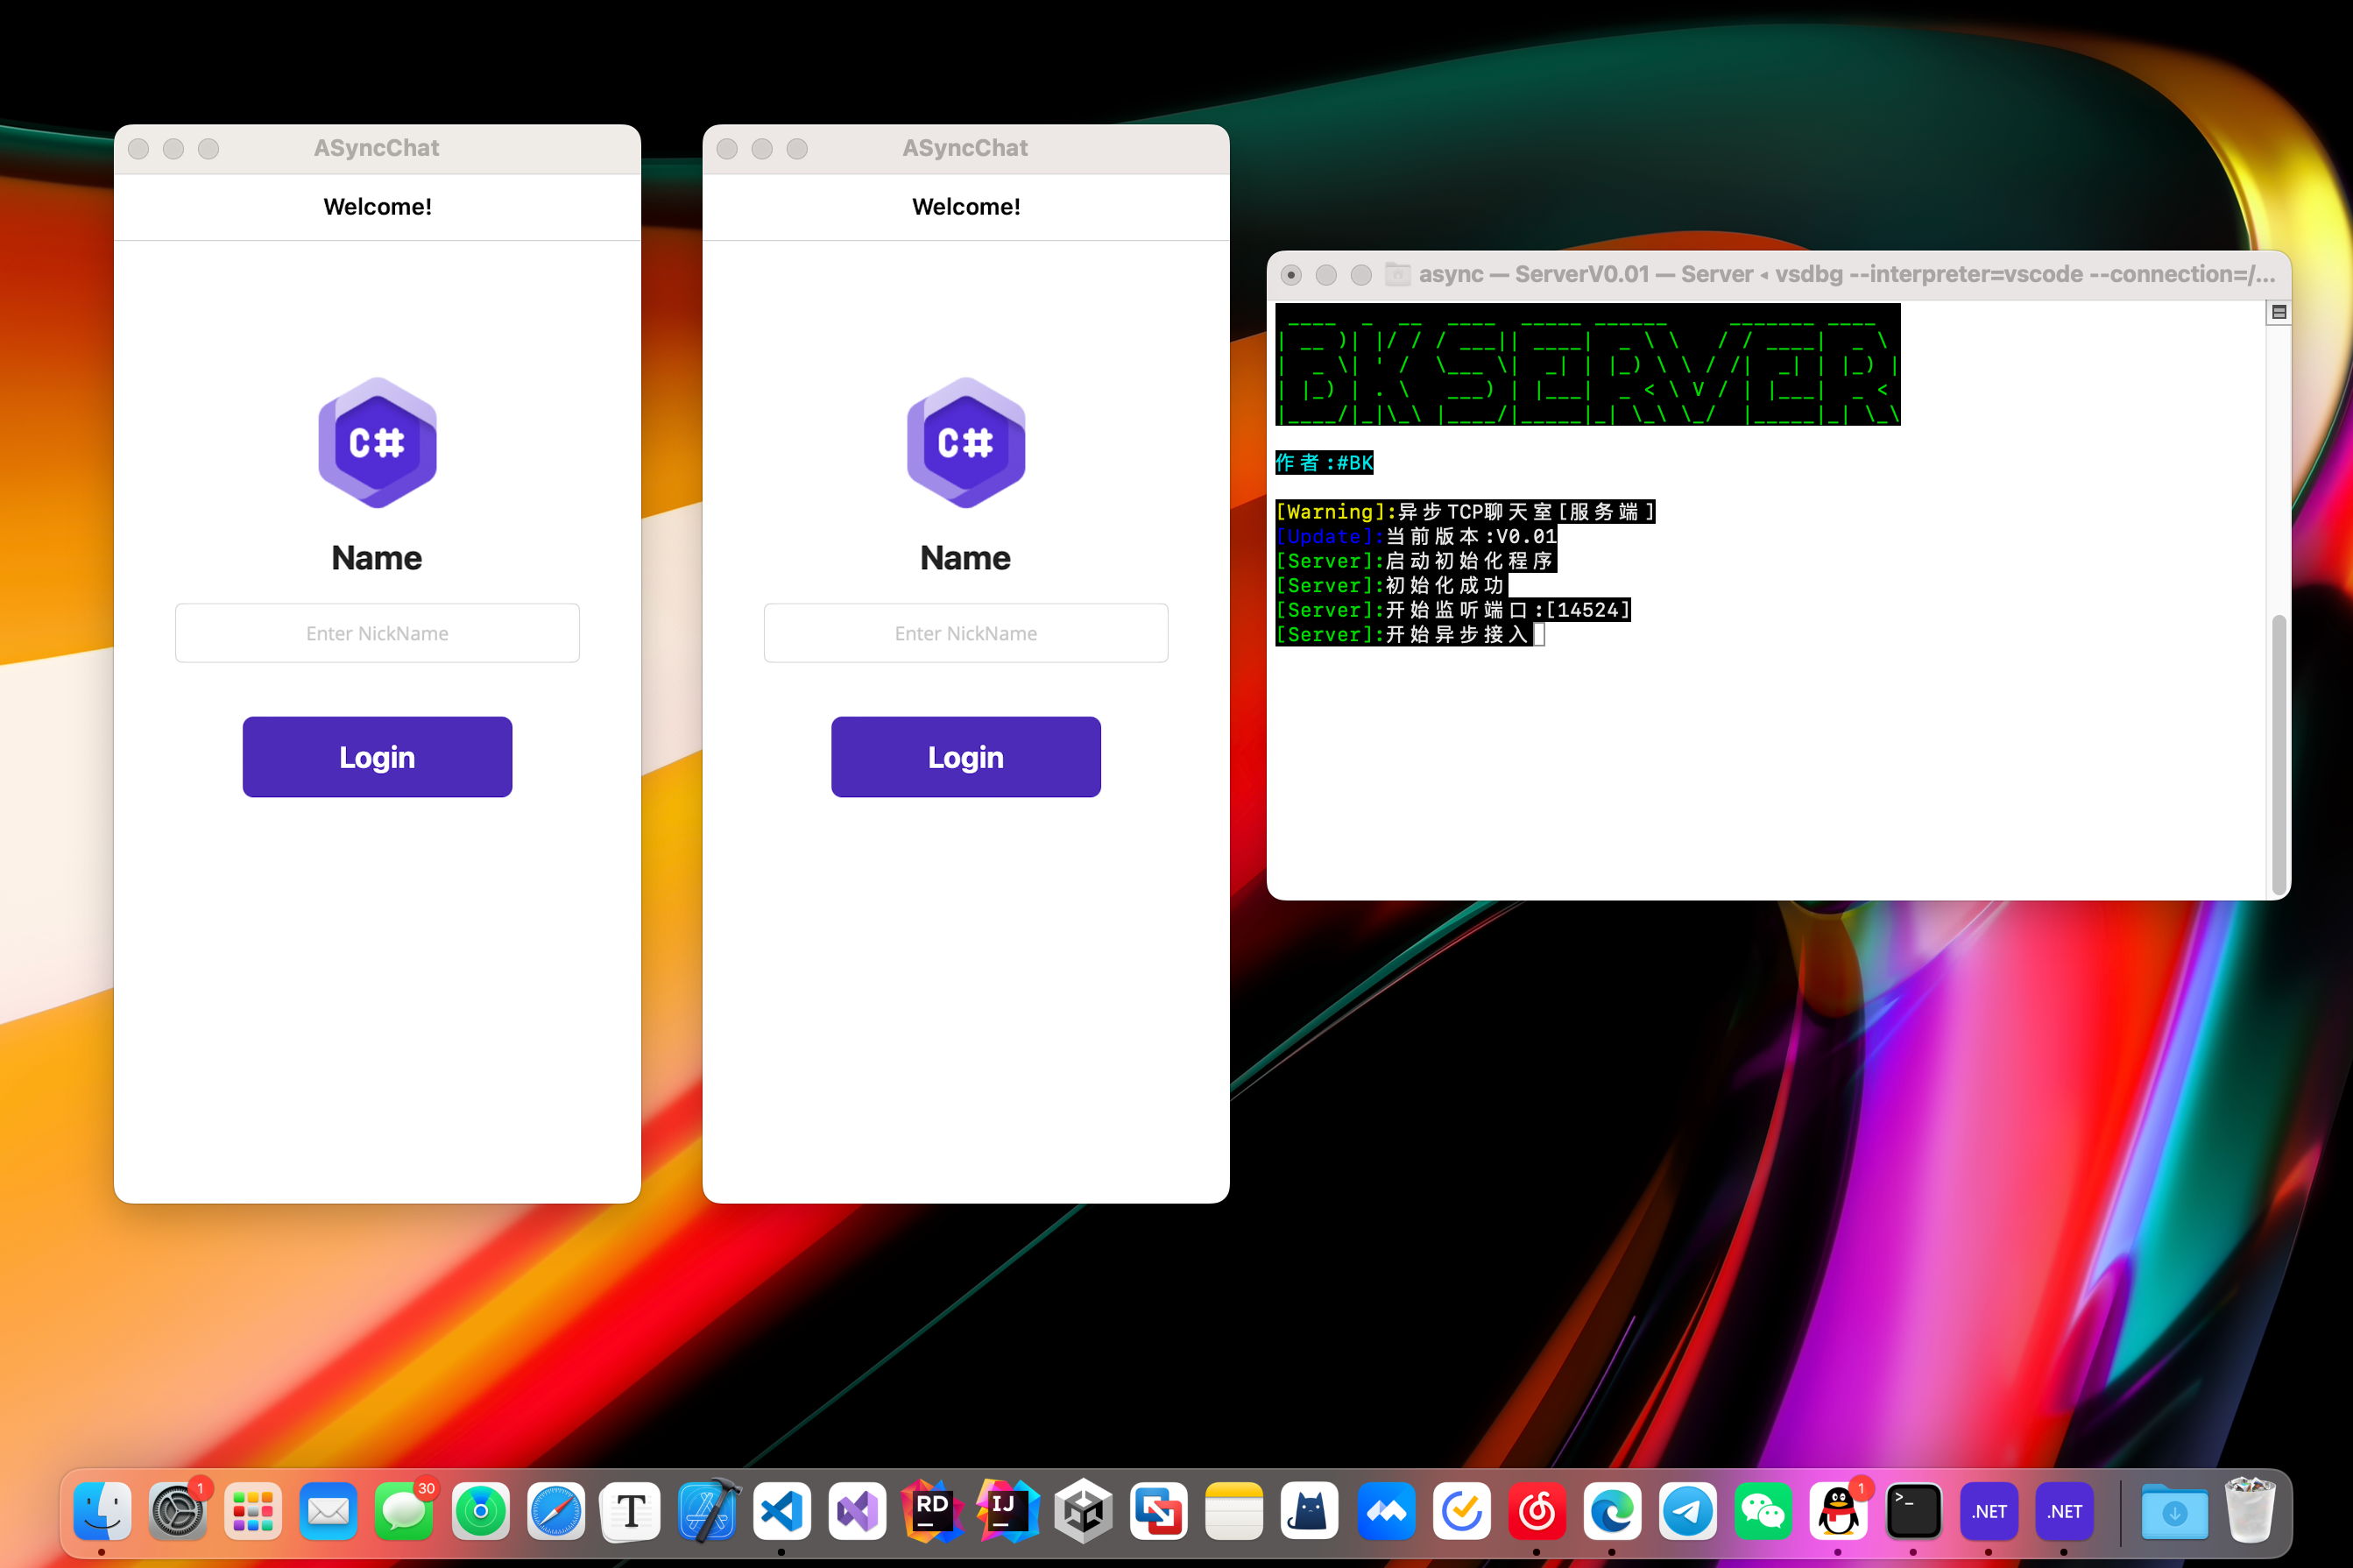 ASyncChat
Welcome!
C#
Name
Enter NickName
Login
ASyncChat
Welcome!
C#
Name
Enter NickName
Login
async — ServerV0.01 — Server ◂ vsdbg --interpreter=vscode --connection=/...
BK SERVER
作者:#BK
[Warning]:异步TCP聊天室[服务端]
[Update]:当前版本:V0.01
[Server]:启动初始化程序
[Server]:初始化成功
[Server]:开始监听端口:[14524]
[Server]:开始异步接入
1
30
T
RD
IJ
1
>_
.NET
.NET